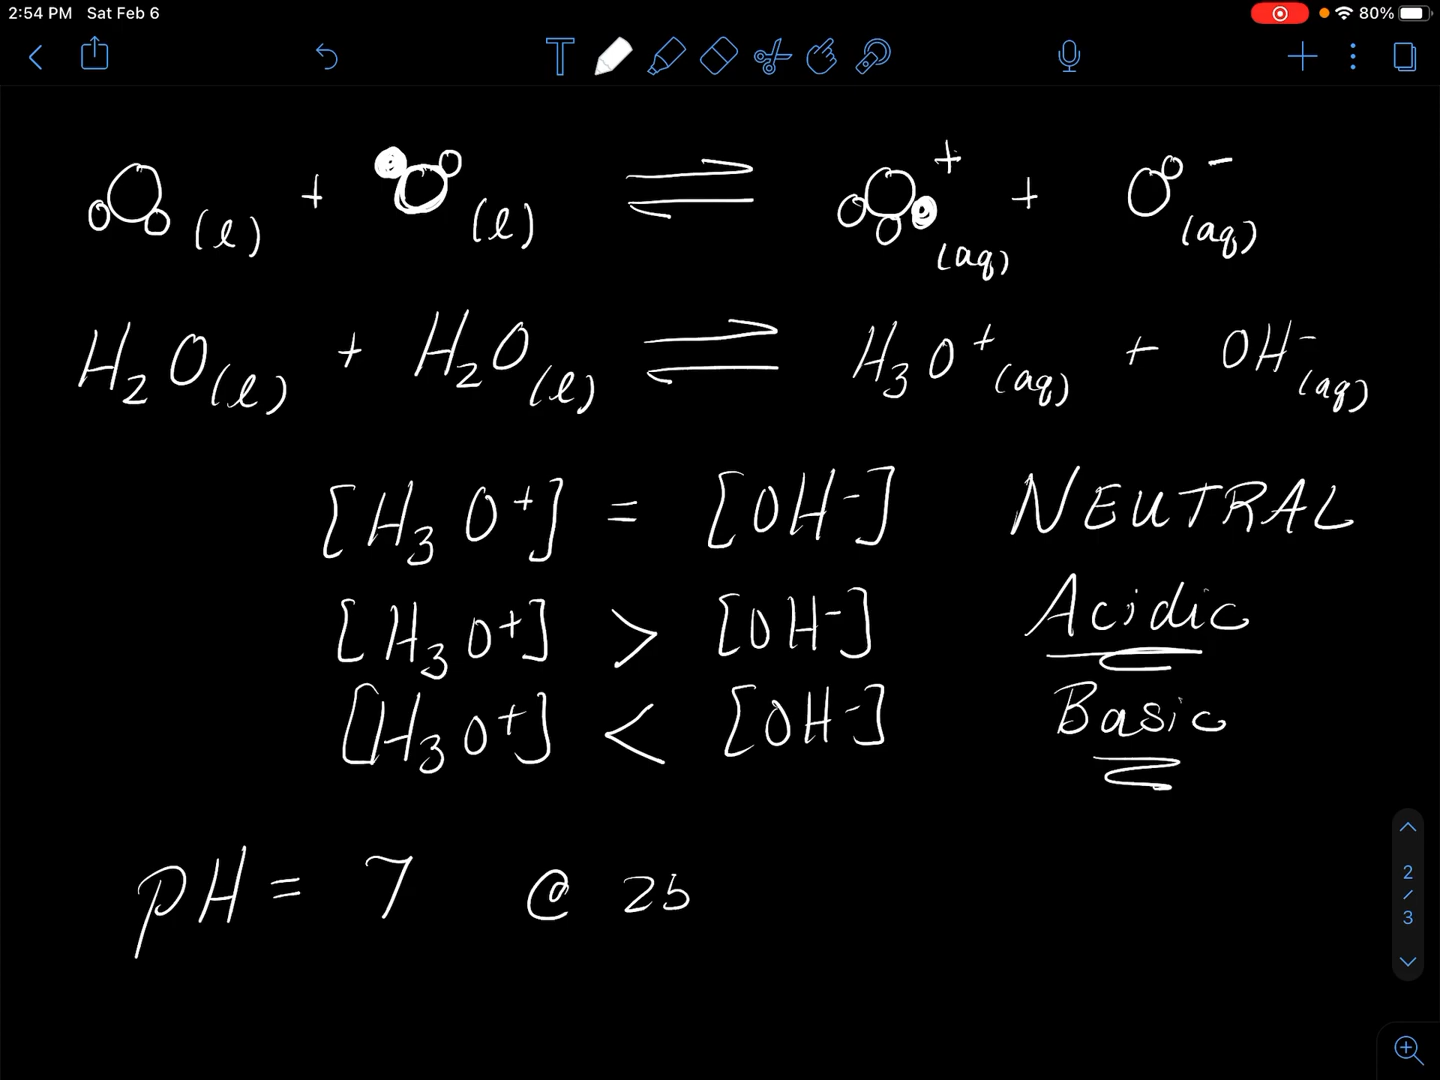 2:54 PM Sat Feb 6 80%
T
+ (l) + (l) ⇌ + (aq) + - (aq)
H₂O(l) + H₂O(l) ⇌ H₃O⁺(aq) + OH⁻(aq)
[H₃O⁺] = [OH⁻] NEUTRAL
[H₃O⁺] > [OH⁻] Acidic
[H₃O⁺] < [OH⁻] Basic
pH = 7 @ 25
2 / 3